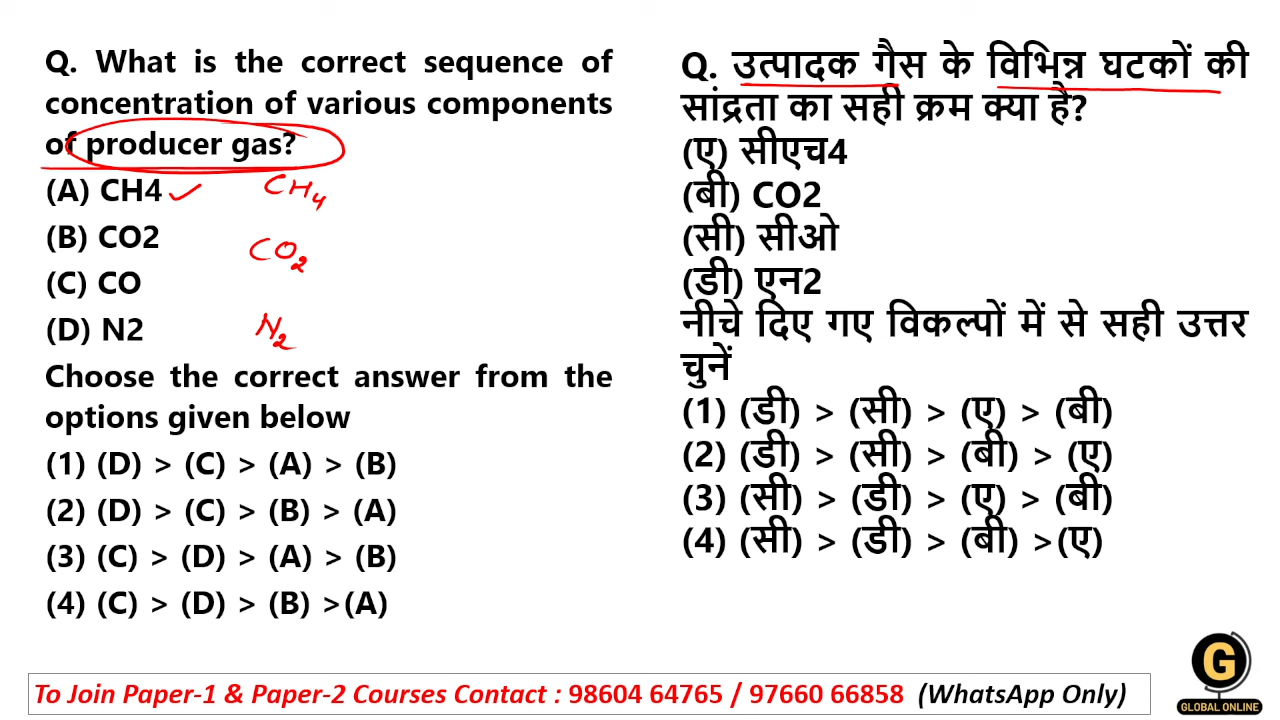 Q. What is the correct sequence of
concentration of various components
of producer gas?
(A) CH4
CH4
(B) CO2
CO2
(C) CO
(D) N2
N2
Choose the correct answer from the
options given below
(1) (D) > (C) > (A) > (B)
(2) (D) > (C) > (B) > (A)
(3) (C) > (D) > (A) > (B)
(4) (C) > (D) > (B) >(A)
Q. उत्पादक गैस के विभिन्न घटकों की
सांद्रता का सही क्रम क्या है?
(ए) सीएच4
(बी) CO2
(सी) सीओ
(डी) एन2
नीचे दिए गए विकल्पों में से सही उत्तर
चुनें
(1) (डी) > (सी) > (ए) > (बी)
(2) (डी) > (सी) > (बी) > (ए)
(3) (सी) > (डी) > (ए) > (बी)
(4) (सी) > (डी) > (बी) >(ए)
To Join Paper-1 & Paper-2 Courses Contact : 98604 64765 / 97660 66858 (WhatsApp Only)
G
GLOBAL ONLINE